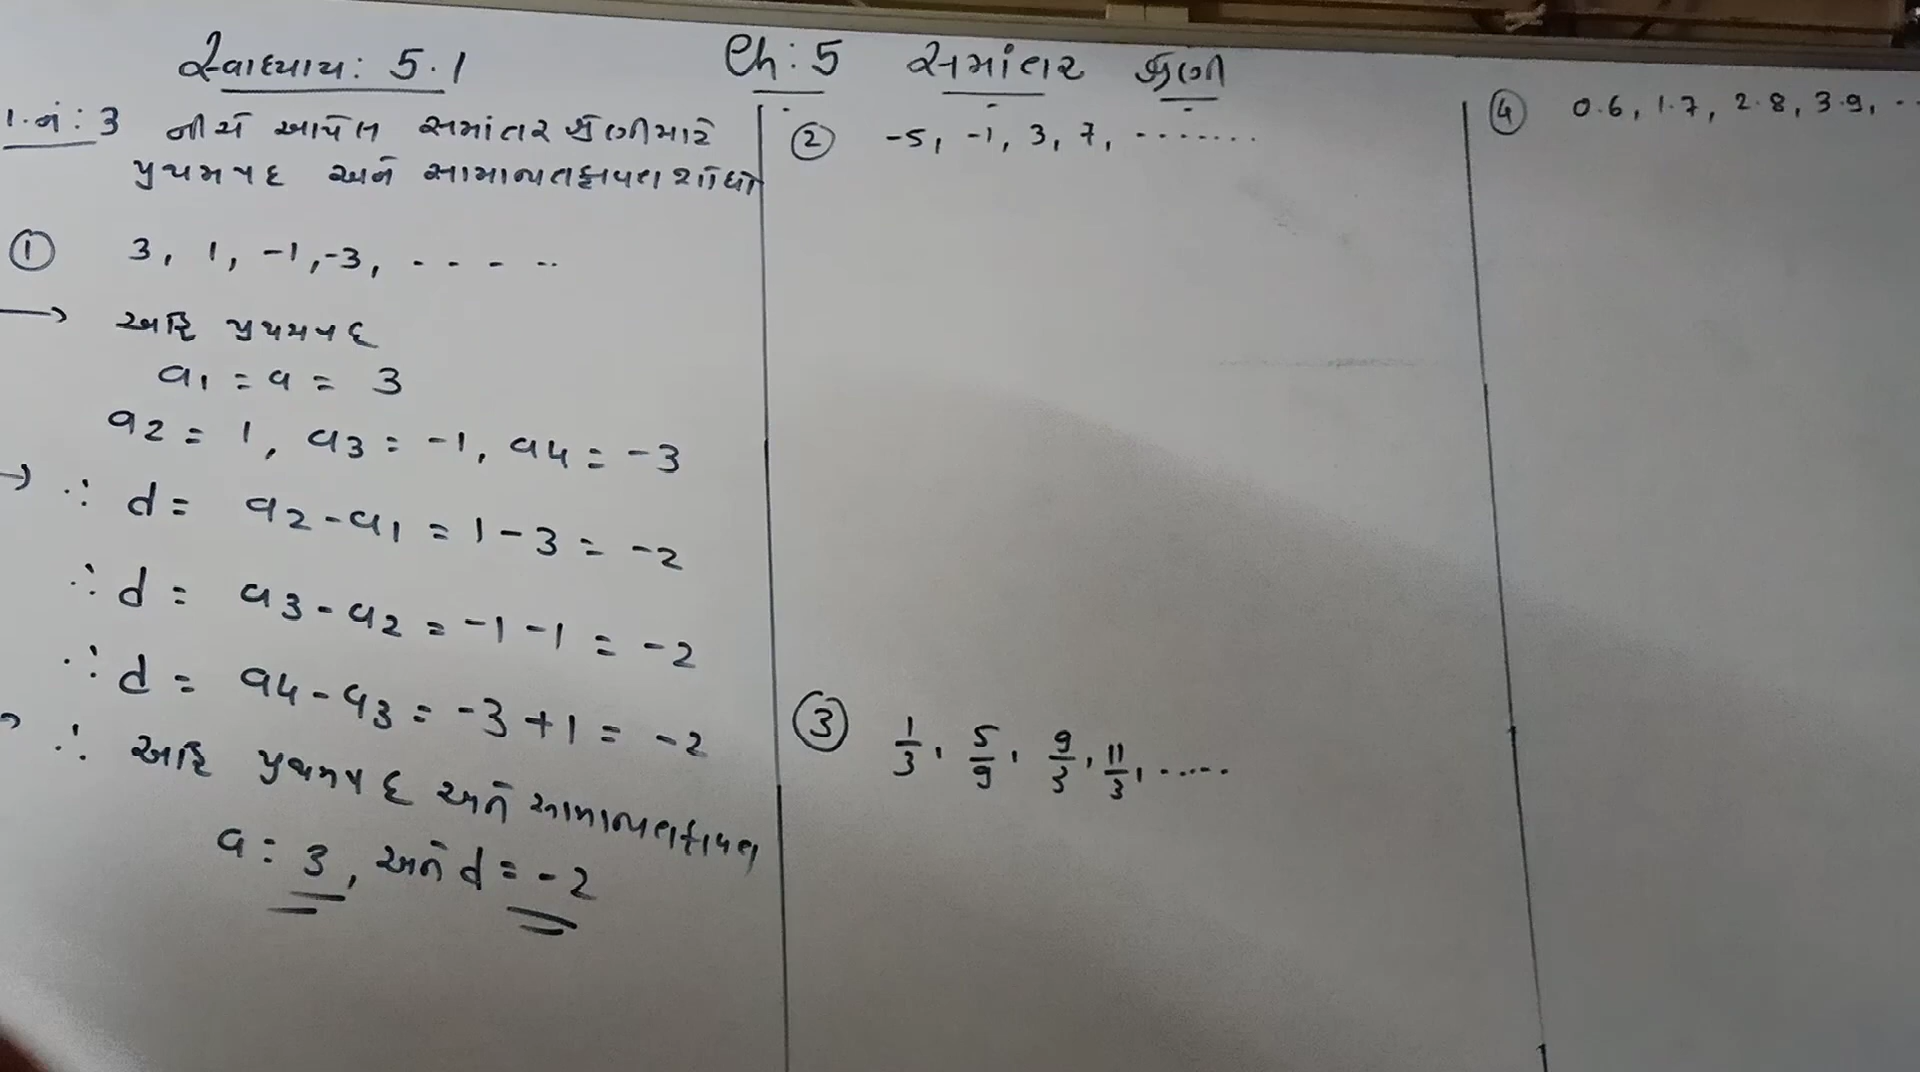 સ્વાધ્યાય: 5.1
Ch: 5 સમાંતર શ્રેણી
નં: 3 નીચે આપેલ સમાંતર શ્રેણી માટે
પ્રથમ પદ અને સામાન્ય તફાવત શોધો
① 3, 1, -1, -3, - - - - ..
→ અહિ પ્રથમ પદ
a1 = a = 3
a2 = 1, a3 = -1, a4 = -3
→ ∴ d = a2 - a1 = 1 - 3 = -2
∴ d = a3 - a2 = -1 - 1 = -2
∴ d = a4 - a3 = -3 + 1 = -2
∴ અહિ પ્રથમ પદ અને સામાન્ય તફાવત
a = 3, અને d = -2
② -5, -1, 3, 7, .......
③ 1/3, 5/9, 9/3, 11/3, .....
④ 0.6, 1.7, 2.8, 3.9, ..